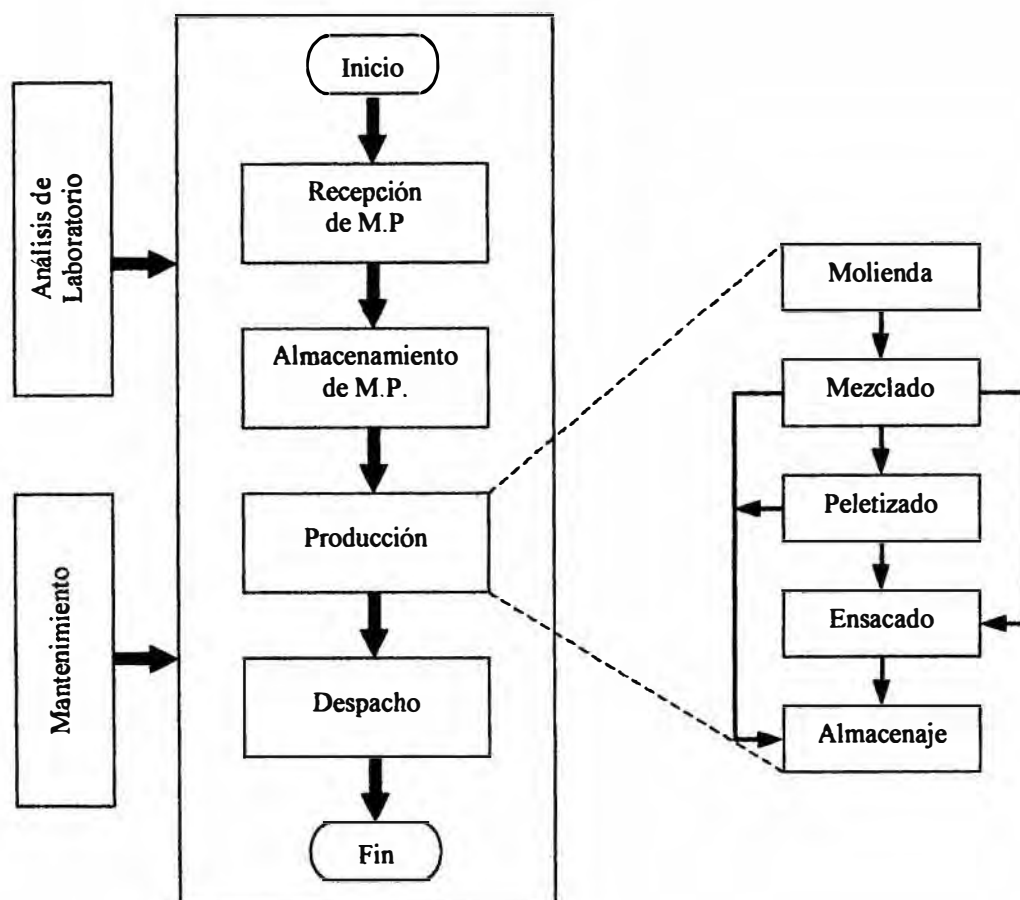 Inicio
Recepción
de M.P
Almacenamiento
de M.P.
Producción
Despacho
Fin
Análisis de
Laboratorio
Mantenimiento
Molienda
Mezclado
Peletizado
Ensacado
Almacenaje